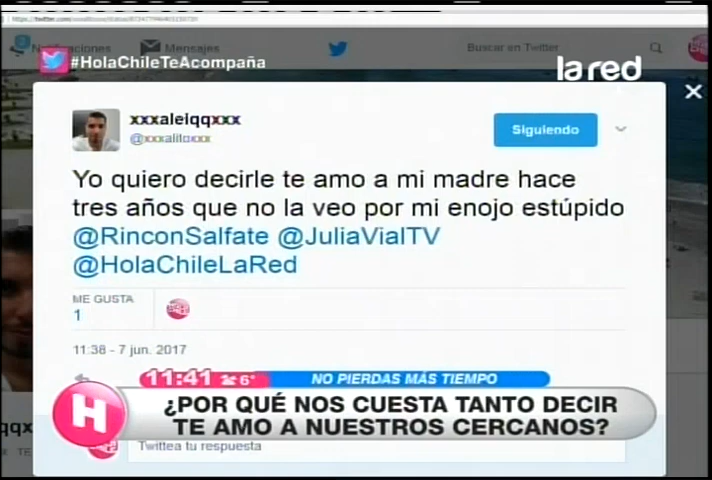 Notificaciones
Mensajes
Buscar en Twitter
#HolaChileTeAcompaña
la red
xxxaleiqqxxx
@xxxalitoxxx
Siguiendo
Yo quiero decirle te amo a mi madre hace
tres años que no la veo por mi enojo estúpido
@RinconSalfate @JuliaVialTV
@HolaChileLaRed
ME GUSTA
1
11:38 - 7 jun. 2017
11:41 6°
NO PIERDAS MÁS TIEMPO
H
¿POR QUÉ NOS CUESTA TANTO DECIR
TE AMO A NUESTROS CERCANOS?
Twittea tu respuesta